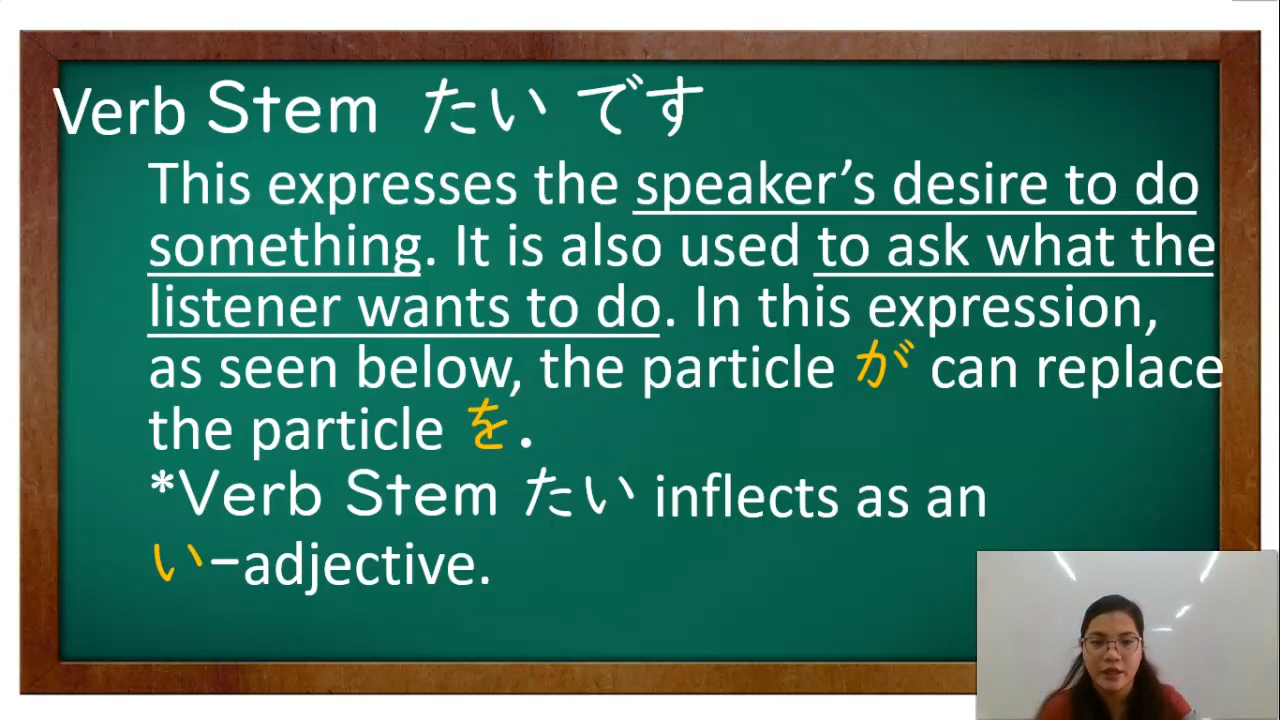 Verb Stem たい です
This expresses the speaker’s desire to do
something. It is also used to ask what the
listener wants to do. In this expression,
as seen below, the particle が can replace
the particle を.
*Verb Stem たい inflects as an
い-adjective.